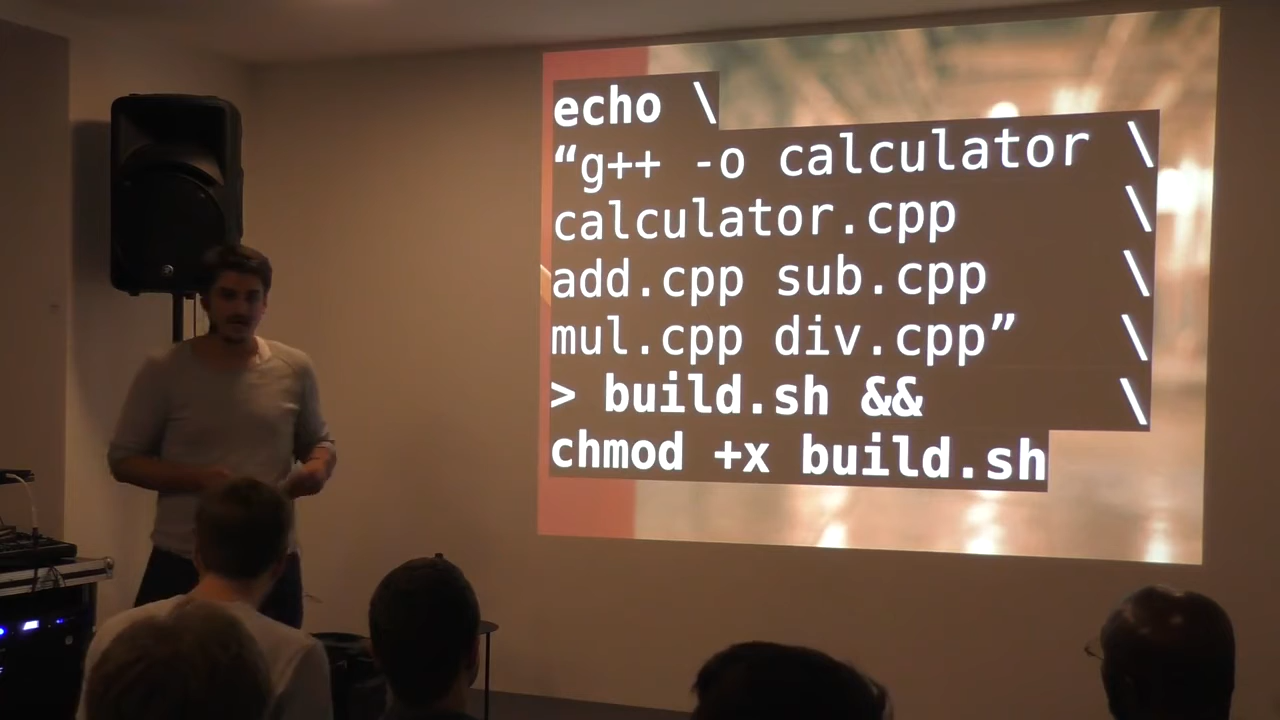 echo \
“g++ -o calculator \
calculator.cpp \
add.cpp sub.cpp \
mul.cpp div.cpp” \
> build.sh && \
chmod +x build.sh